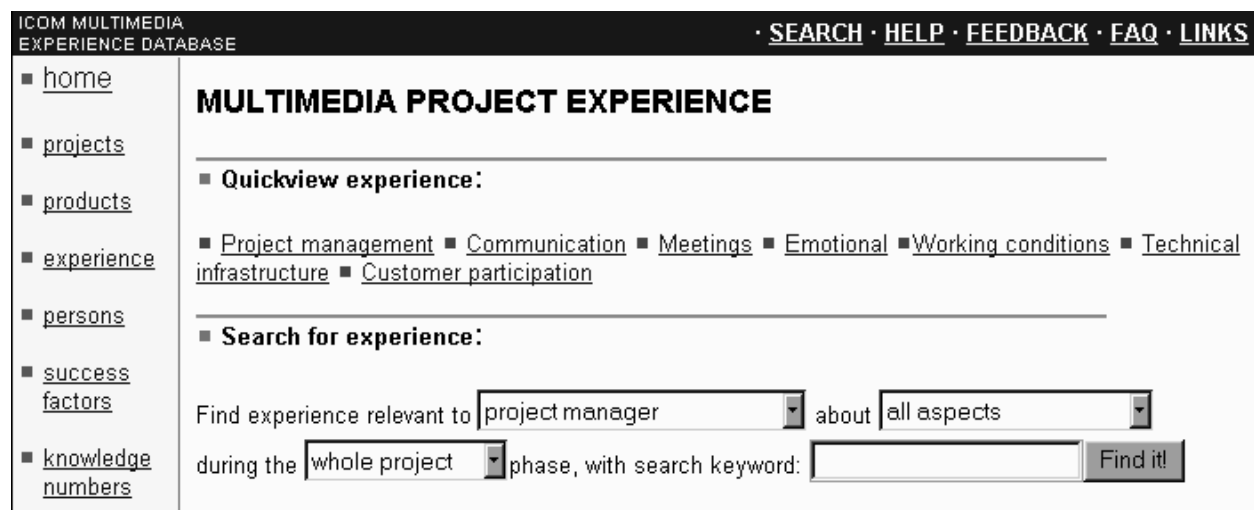 ICOM MULTIMEDIA
EXPERIENCE DATABASE
· SEARCH · HELP · FEEDBACK · FAQ · LINKS
home
projects
products
experience
persons
success
factors
knowledge
numbers
MULTIMEDIA PROJECT EXPERIENCE
Quickview experience:
Project management Communication Meetings Emotional Working conditions Technical
infrastructure Customer participation
Search for experience:
Find experience relevant to project manager about all aspects
during the whole project phase, with search keyword: Find it!